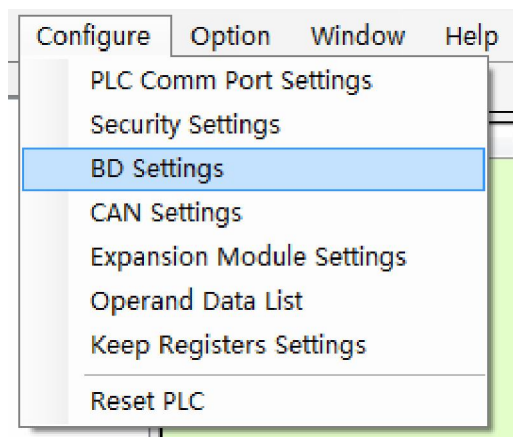 Configure Option Window Help
PLC Comm Port Settings
Security Settings
BD Settings
CAN Settings
Expansion Module Settings
Operand Data List
Keep Registers Settings
Reset PLC